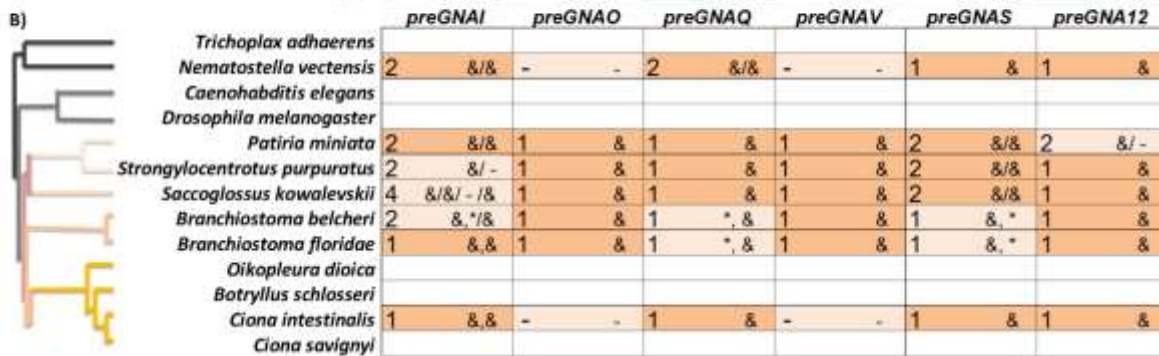 B) preGNAI preGNAO preGNAQ preGNAV preGNAS preGNA12
Trichoplax adhaerens
Nematostella vectensis 2 &/& - - 2 &/& - - 1 & 1 &
Caenohabditis elegans
Drosophila melanogaster
Patiria miniata 2 &/& 1 & 1 & 1 & 2 &/& 2 &/ -
Strongylocentrotus purpuratus 2 &/ - 1 & 1 & 1 & 2 &/& 1 &
Saccoglossus kowalevskii 4 &/&/ - /& 1 & 1 & 1 & 2 &/& 1 &
Branchiostoma belcheri 2 &,*/& 1 & 1 *, & 1 & 1 &, * 1 &
Branchiostoma floridae 1 &,& 1 & 1 *, & 1 & 1 &, * 1 &
Oikopleura dioica
Botryllus schlosseri
Ciona intestinalis 1 &,& - - 1 & - - 1 & 1 &
Ciona savignyi